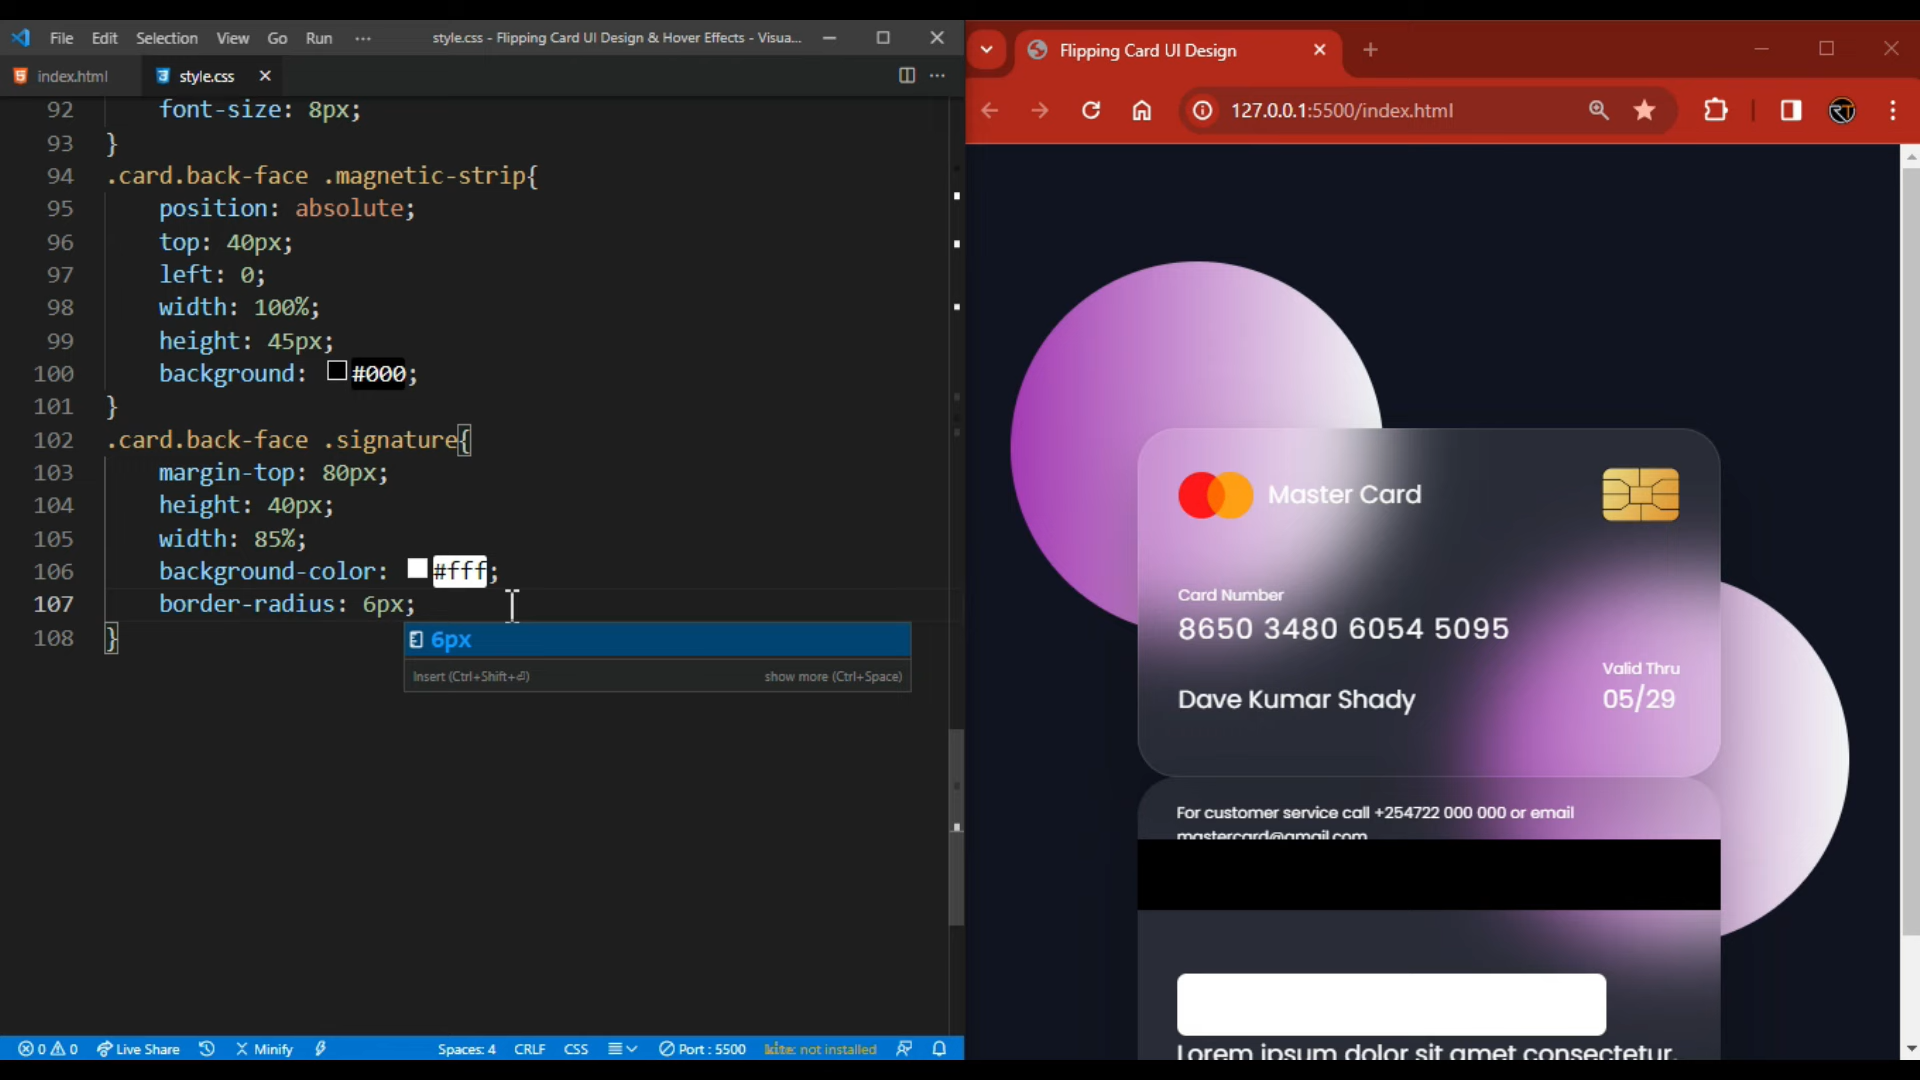 File Edit Selection View Go Run ··· style.css - Flipping Card UI Design & Hover Effects - Visua...
index.html style.css
92 font-size: 8px;
93 }
94 .card.back-face .magnetic-strip{
95 position: absolute;
96 top: 40px;
97 left: 0;
98 width: 100%;
99 height: 45px;
100 background: #000;
101 }
102 .card.back-face .signature{
103 margin-top: 80px;
104 height: 40px;
105 width: 85%;
106 background-color: #fff;
107 border-radius: 6px;
108 }
6px
Insert (Ctrl+Shift+⏎) show more (Ctrl+Space)
0 0 Live Share Minify Spaces: 4 CRLF CSS Port : 5500 kite: not installed
Flipping Card UI Design
127.0.0.1:5500/index.html
RT
Master Card
Card Number
8650 3480 6054 5095
Valid Thru
Dave Kumar Shady 05/29
For customer service call +254722 000 000 or email
mastercard@gmail.com
Lorem ipsum dolor sit amet consectetur,